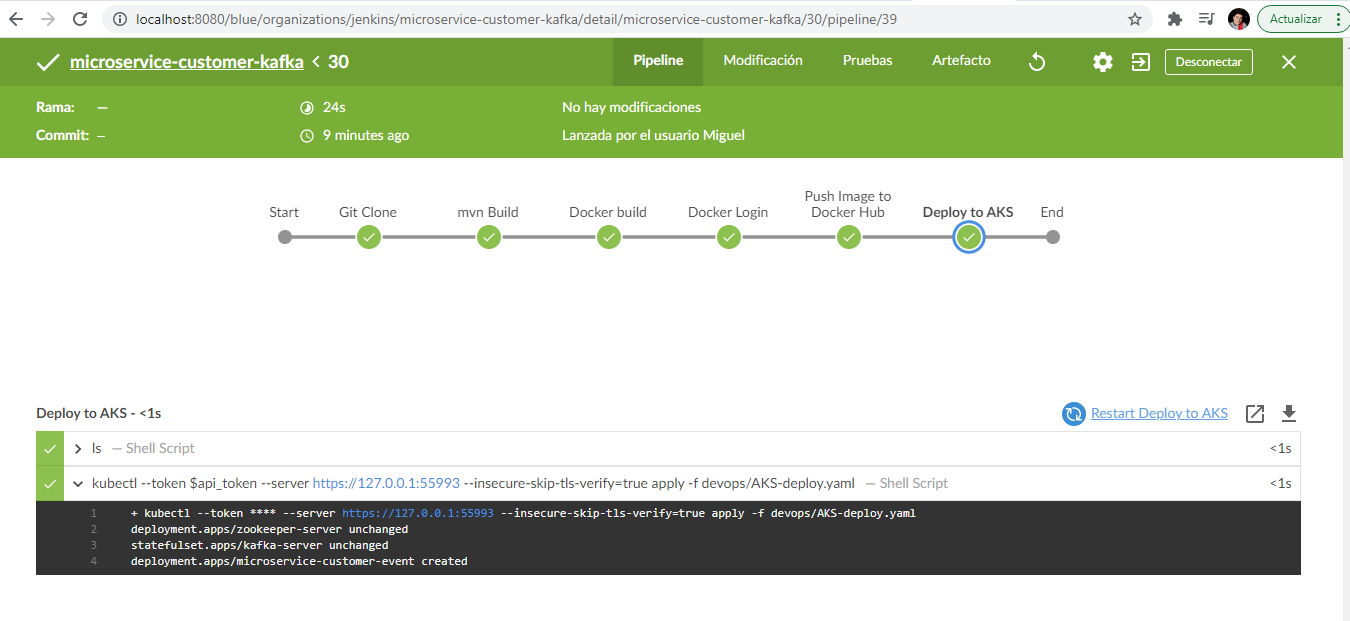 localhost:8080/blue/organizations/jenkins/microservice-customer-kafka/detail/microservice-customer-kafka/30/pipeline/39
Actualizar
microservice-customer-kafka < 30
Pipeline
Modificación
Pruebas
Artefacto
Desconectar
Rama: —
24s
No hay modificaciones
Commit: –
9 minutes ago
Lanzada por el usuario Miguel
Start
Git Clone
mvn Build
Docker build
Docker Login
Push Image to
Docker Hub
Deploy to AKS
End
Deploy to AKS - <1s
Restart Deploy to AKS
ls — Shell Script
<1s
kubectl --token $api_token --server https://127.0.0.1:55993 --insecure-skip-tls-verify=true apply -f devops/AKS-deploy.yaml — Shell Script
<1s
1 + kubectl --token **** --server https://127.0.0.1:55993 --insecure-skip-tls-verify=true apply -f devops/AKS-deploy.yaml
2 deployment.apps/zookeeper-server unchanged
3 statefulset.apps/kafka-server unchanged
4 deployment.apps/microservice-customer-event created